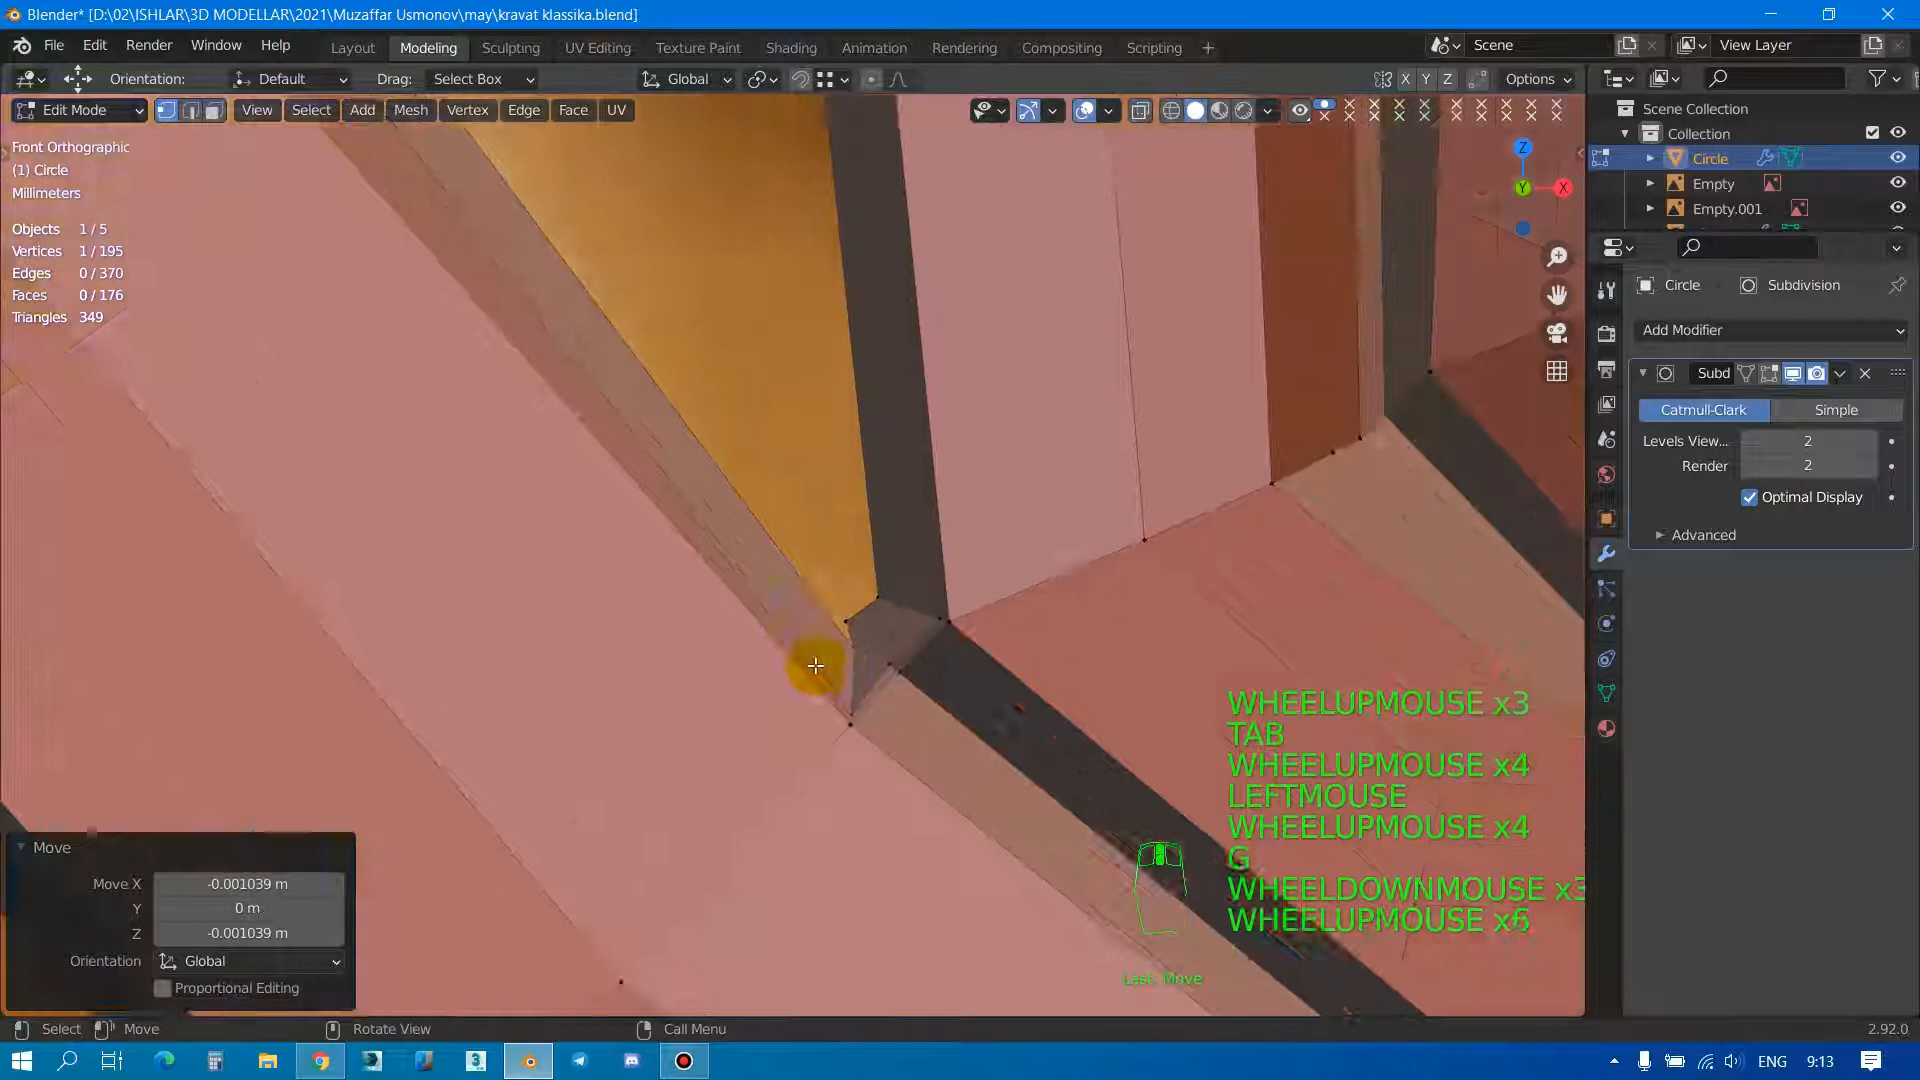 Blender* [D:\02\ISHLAR\3D MODELLAR\2021\Muzaffar Usmonov\may\kravat klassika.blend]
File Edit Render Window Help Layout Modeling Sculpting UV Editing Texture Paint Shading Animation Rendering Compositing Scripting + Scene View Layer
Orientation: Default Drag: Select Box Global X Y Z Options
Edit Mode View Select Add Mesh Vertex Edge Face UV
Scene Collection
Collection
Circle
Empty
Empty.001
Front Orthographic
(1) Circle
Millimeters
Objects 1 / 5
Vertices 1 / 195
Edges 0 / 370
Faces 0 / 176
Triangles 349
Z
Y
X
Circle Subdivision
Add Modifier
Subd
Catmull-Clark Simple
Levels View... 2
Render 2
Optimal Display
Advanced
WHEELUPMOUSE x3
TAB
WHEELUPMOUSE x4
LEFTMOUSE
WHEELUPMOUSE x4
G
WHEELDOWNMOUSE x3
WHEELUPMOUSE x6
Last: Move
Move
Move X -0.001039 m
Y 0 m
Z -0.001039 m
Orientation Global
Proportional Editing
Select Move Rotate View Call Menu 2.92.0
3 ENG 9:13